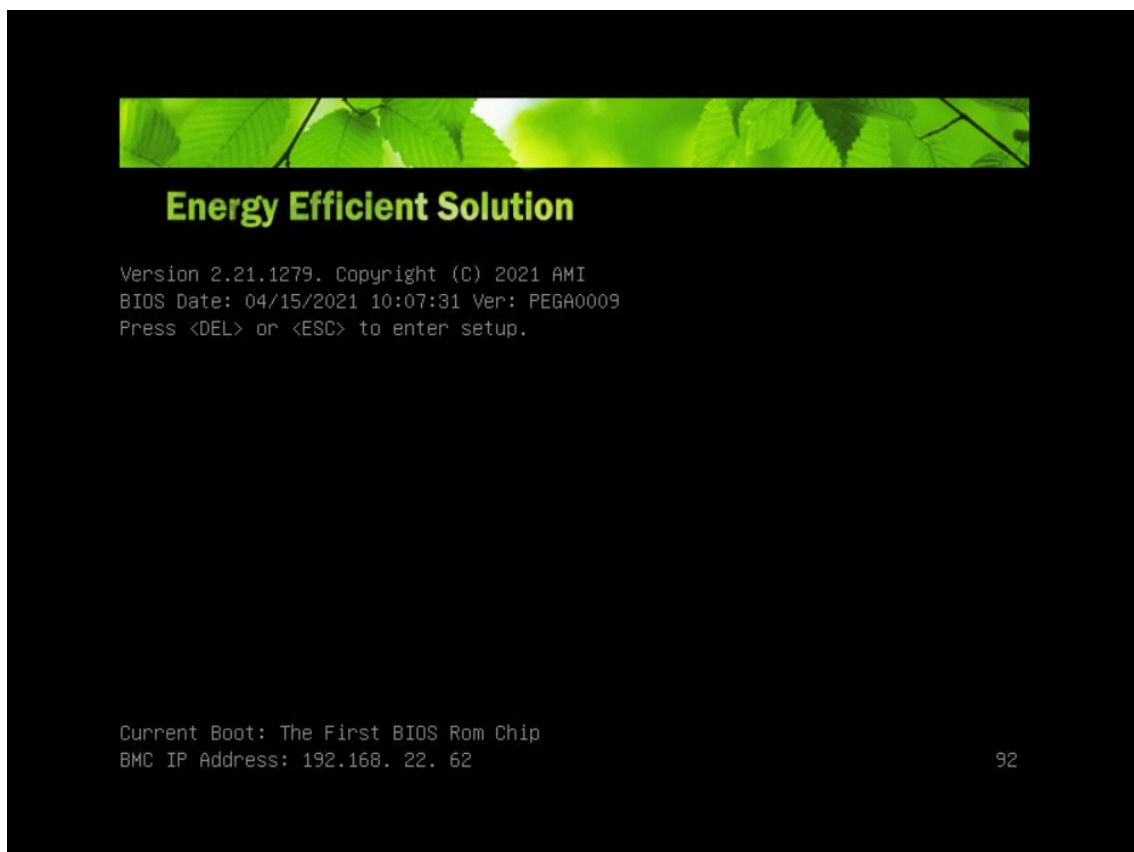 Energy Efficient Solution
Version 2.21.1279. Copyright (C) 2021 AMI
BIOS Date: 04/15/2021 10:07:31 Ver: PEGA0009
Press <DEL> or <ESC> to enter setup.
Current Boot: The First BIOS Rom Chip
BMC IP Address: 192.168. 22. 62 92